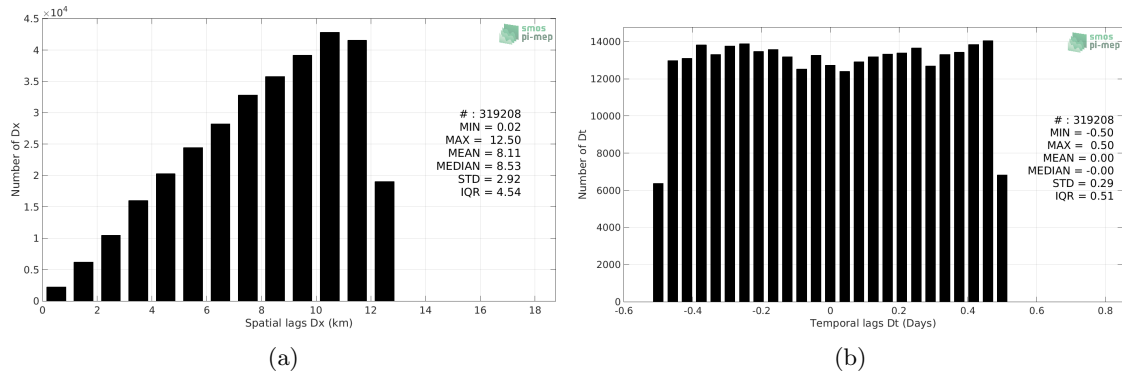 ×10⁴
4.5
4
3.5
3
2.5
2
1.5
1
0.5
0
Number of Dx
0 2 4 6 8 10 12 14 16 18
Spatial lags Dx (km)
smos
pi-mep
# : 319208
MIN = 0.02
MAX = 12.50
MEAN = 8.11
MEDIAN = 8.53
STD = 2.92
IQR = 4.54
(a)
14000
12000
10000
8000
6000
4000
2000
0
Number of Dt
-0.6 -0.4 -0.2 0 0.2 0.4 0.6 0.8
Temporal lags Dt (Days)
smos
pi-mep
# : 319208
MIN = -0.50
MAX = 0.50
MEAN = 0.00
MEDIAN = -0.00
STD = 0.29
IQR = 0.51
(b)